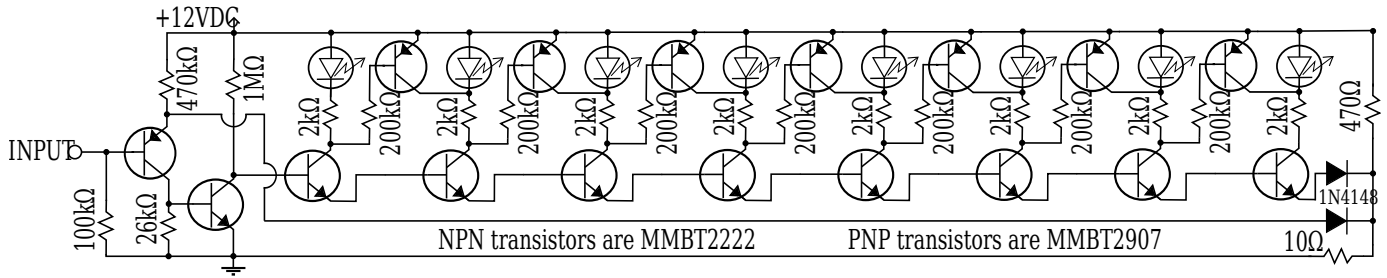 +12VDC
470kΩ
1MΩ
2kΩ
200kΩ
2kΩ
200kΩ
2kΩ
200kΩ
2kΩ
200kΩ
2kΩ
200kΩ
2kΩ
200kΩ
2kΩ
200kΩ
2kΩ
470Ω
INPUT
100kΩ
26kΩ
1N4148
NPN transistors are MMBT2222
PNP transistors are MMBT2907
10Ω